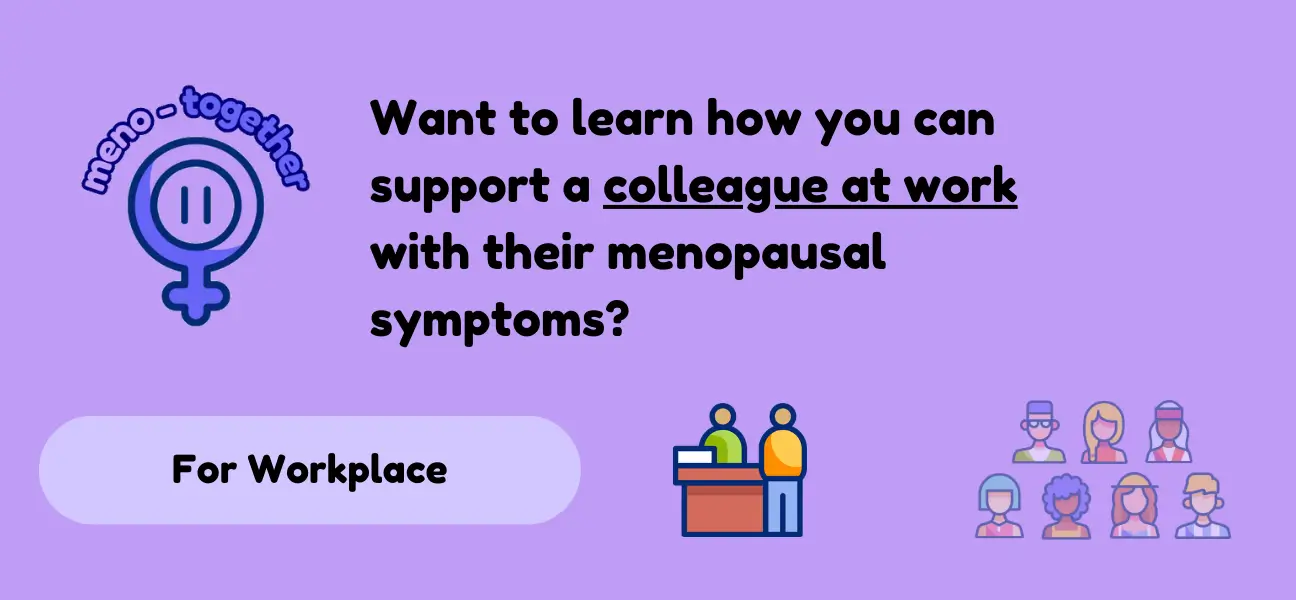 meno - together
Want to learn how you can
support a colleague at work
with their menopausal
symptoms?
For Workplace